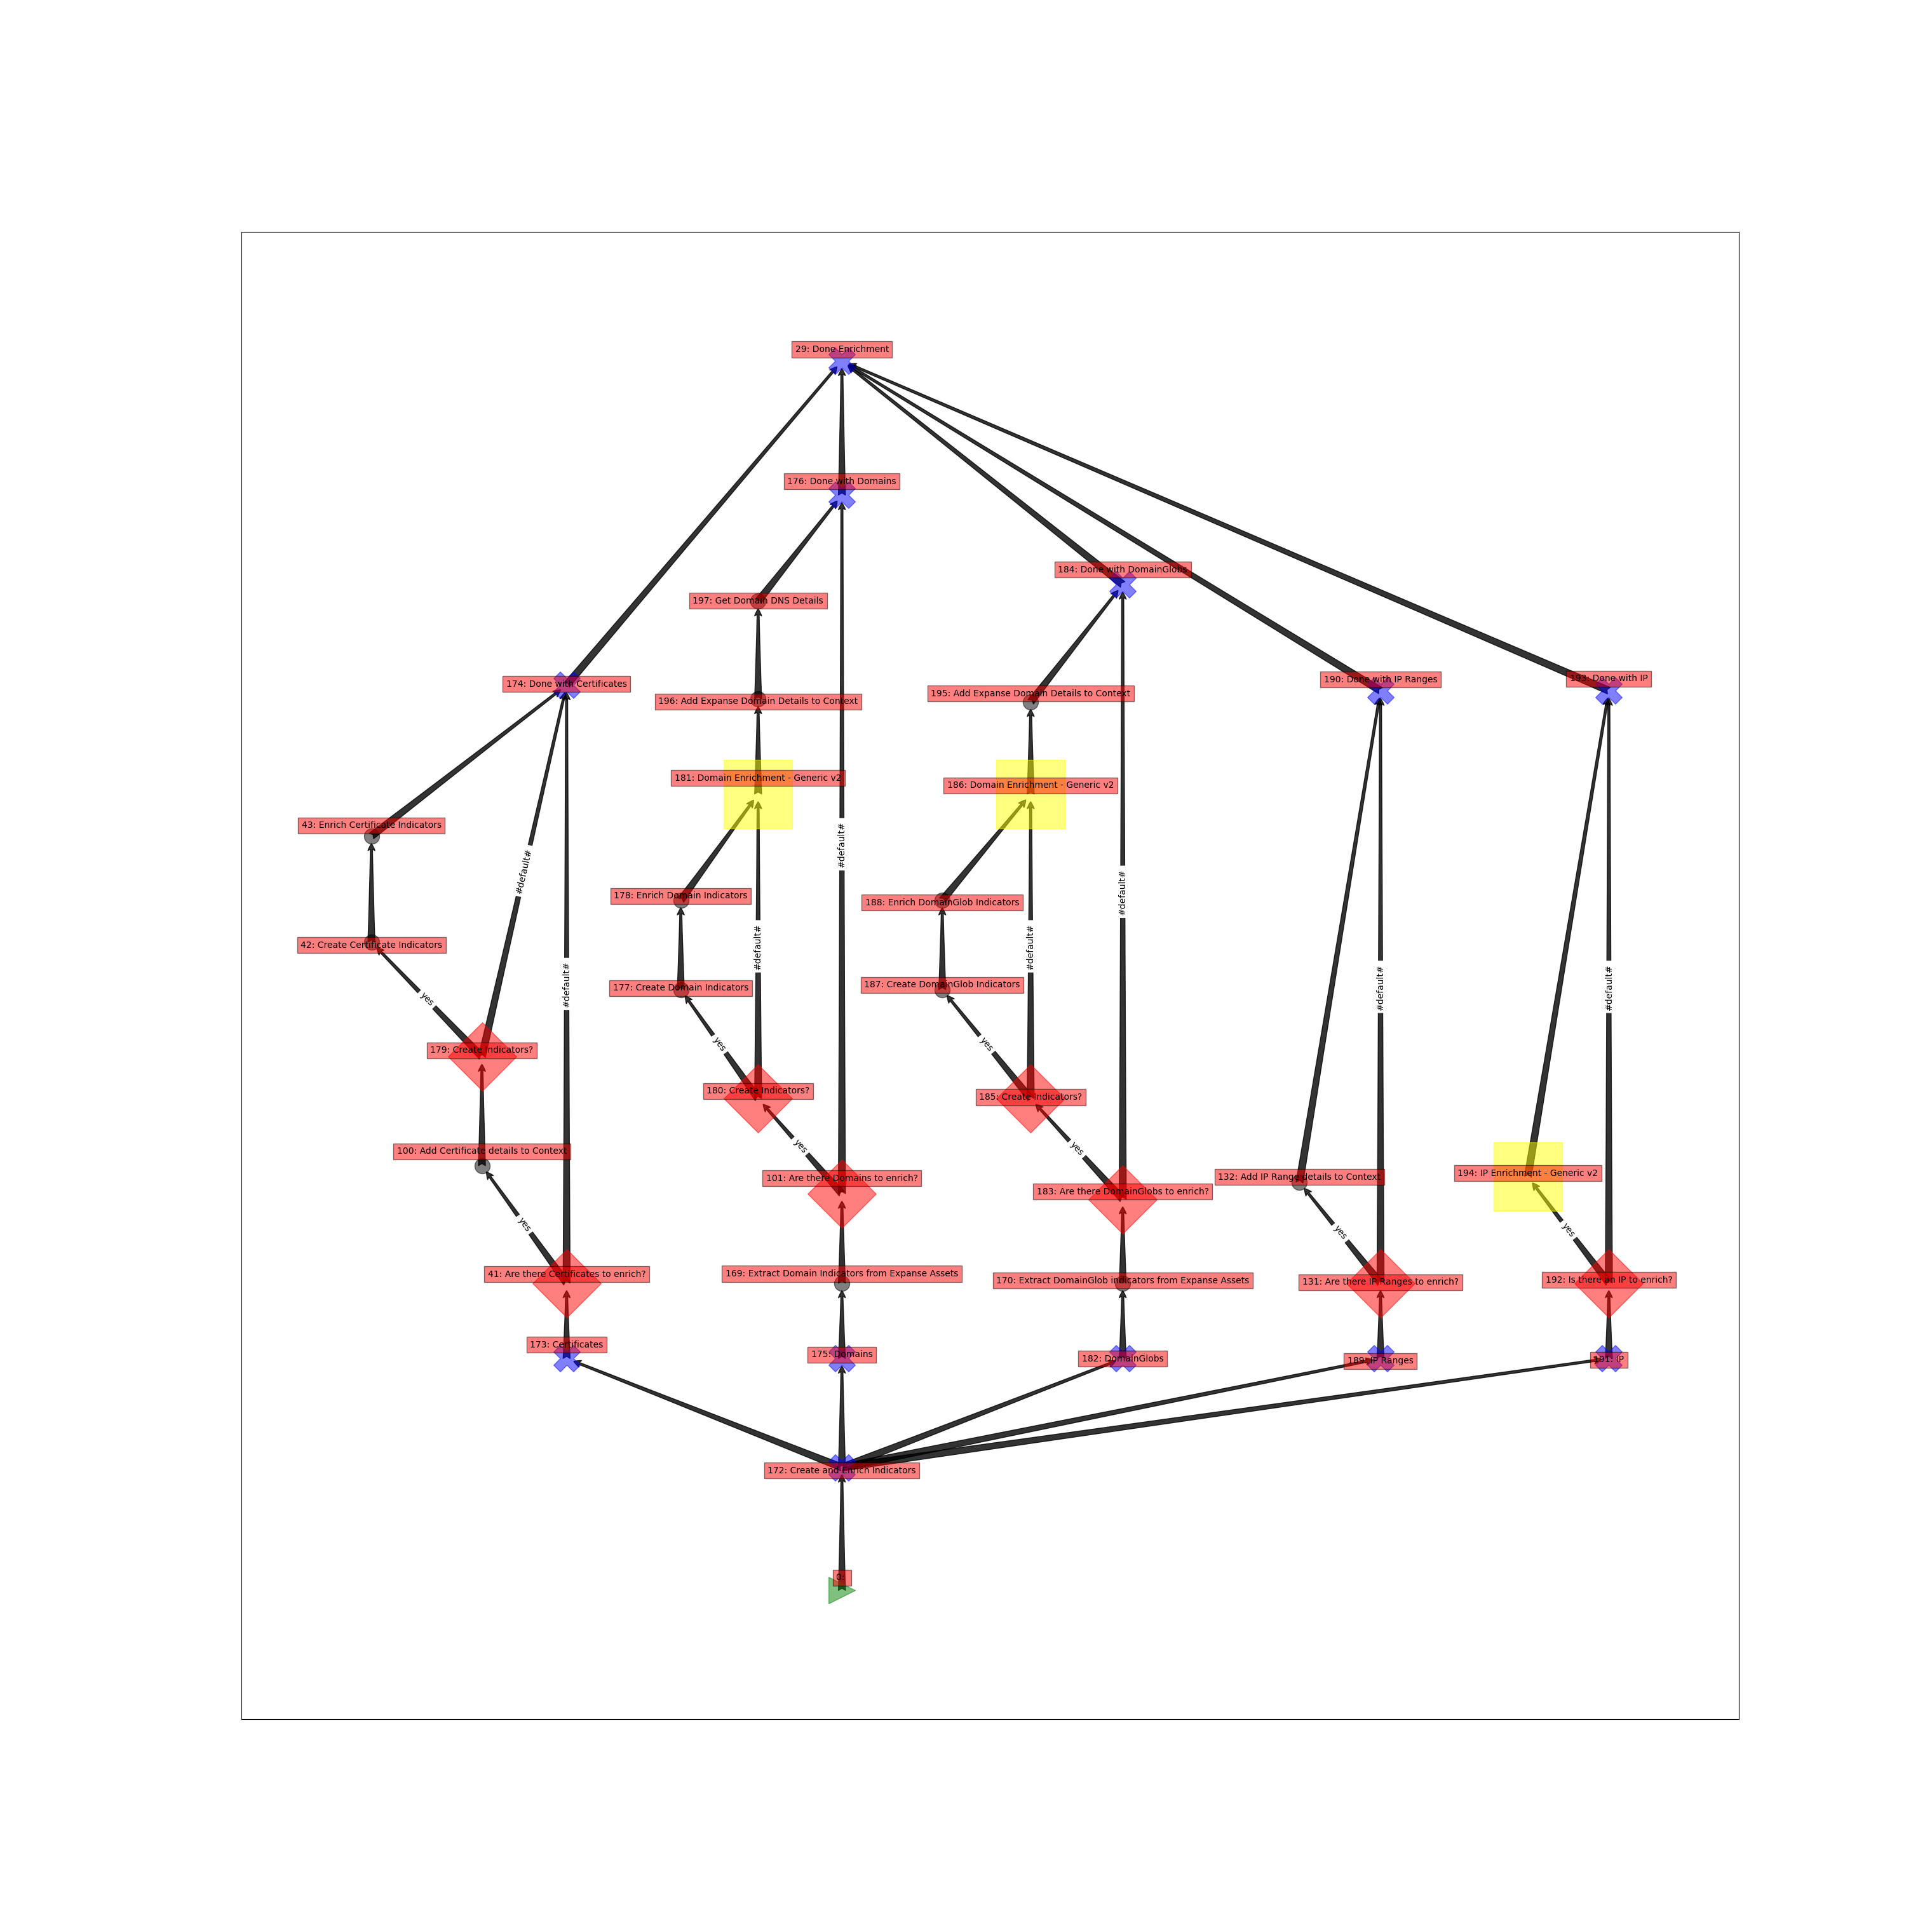 29: Done Enrichment
176: Done with Domains
184: Done with DomainGlobs
197: Get Domain DNS Details
174: Done with Certificates
196: Add Expanse Domain Details to Context
195: Add Expanse Domain Details to Context
190: Done with IP Ranges
193: Done with IP
181: Domain Enrichment - Generic v2
186: Domain Enrichment - Generic v2
43: Enrich Certificate Indicators
#default#
#default#
178: Enrich Domain Indicators
188: Enrich DomainGlob Indicators
#default#
42: Create Certificate Indicators
#default#
#default#
177: Create Domain Indicators
187: Create DomainGlob Indicators
#default#
#default#
#default#
yes
yes
yes
179: Create Indicators?
180: Create Indicators?
185: Create Indicators?
100: Add Certificate details to Context
yes
yes
101: Are there Domains to enrich?
183: Are there DomainGlobs to enrich?
132: Add IP Range details to Context
194: IP Enrichment - Generic v2
yes
yes
yes
41: Are there Certificates to enrich?
169: Extract Domain Indicators from Expanse Assets
170: Extract DomainGlob indicators from Expanse Assets
131: Are there IP Ranges to enrich?
192: Is there an IP to enrich?
173: Certificates
175: Domains
182: DomainGlobs
189: IP Ranges
191: IP
172: Create and Enrich Indicators
0: